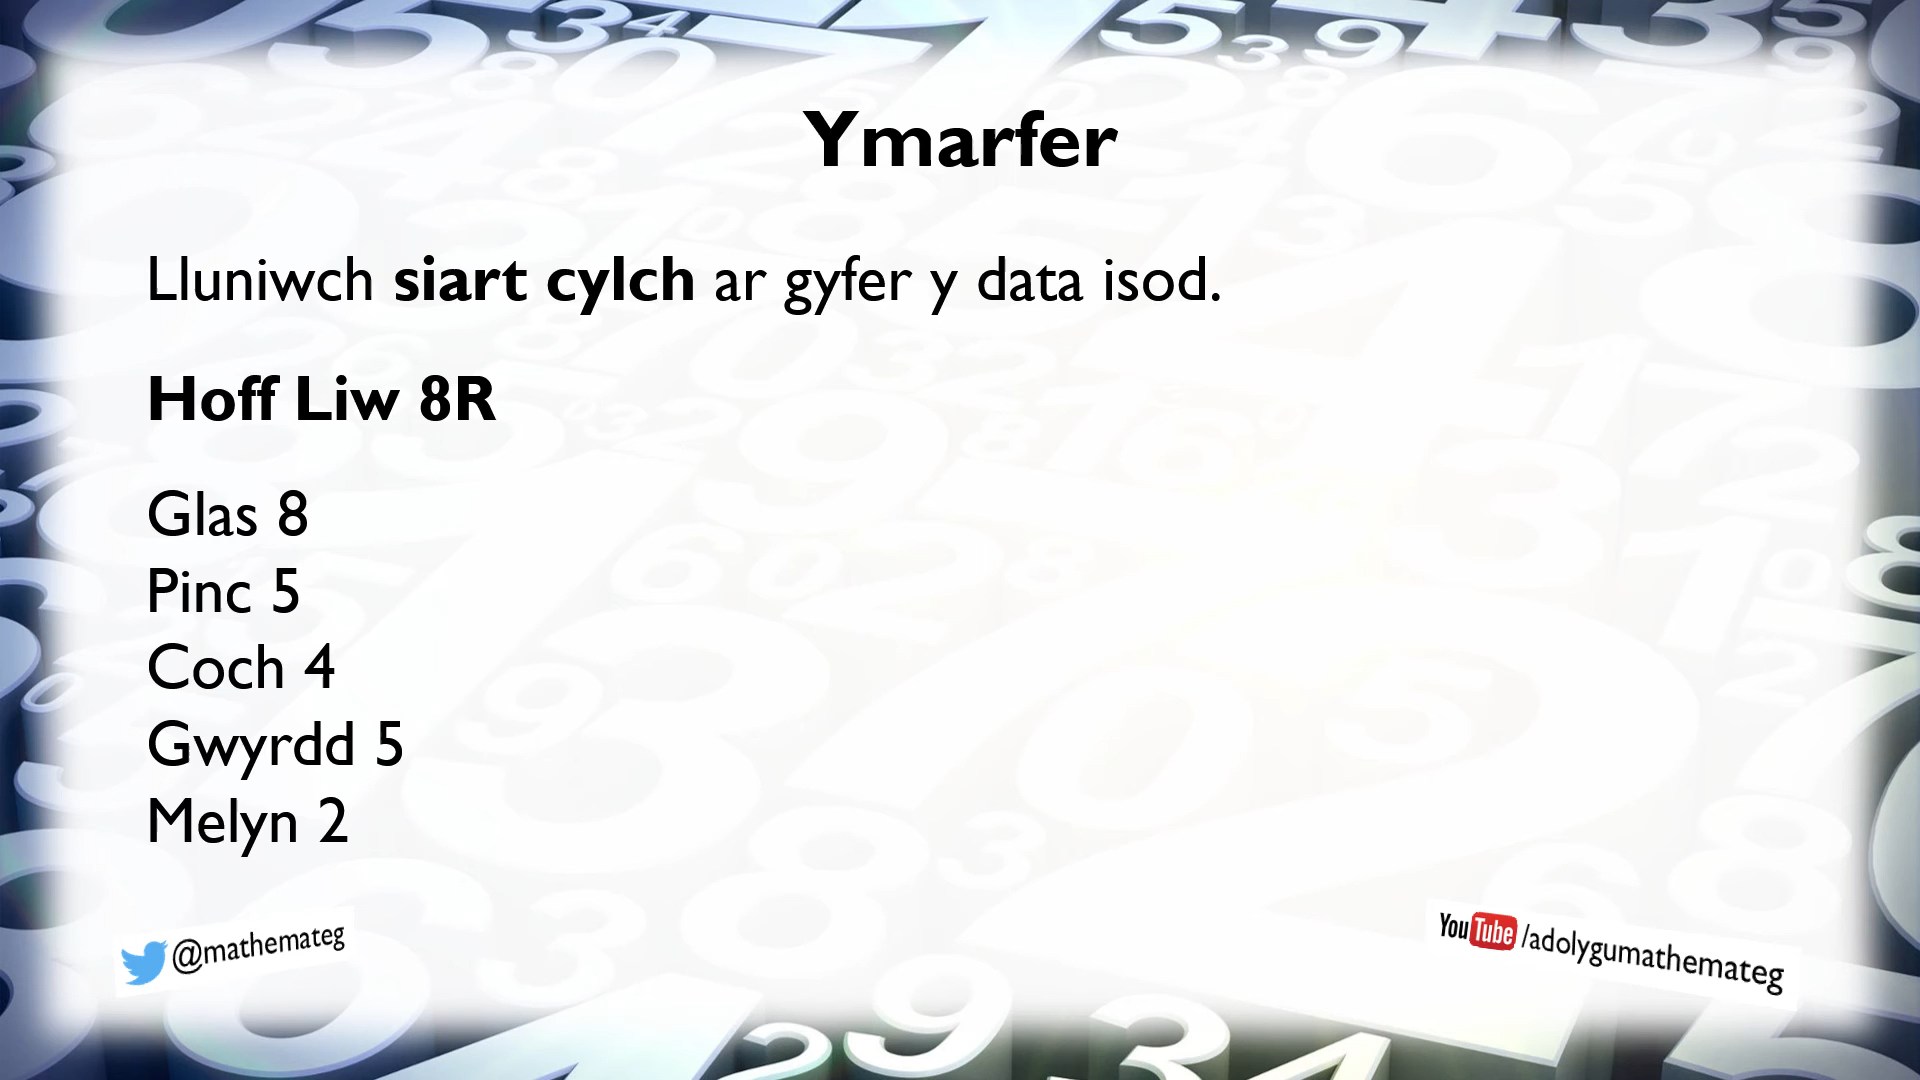 Ymarfer
Lluniwch siart cylch ar gyfer y data isod.
Hoff Liw 8R
Glas 8
Pinc 5
Coch 4
Gwyrdd 5
Melyn 2
@mathemateg
YouTube /adolygumathemateg